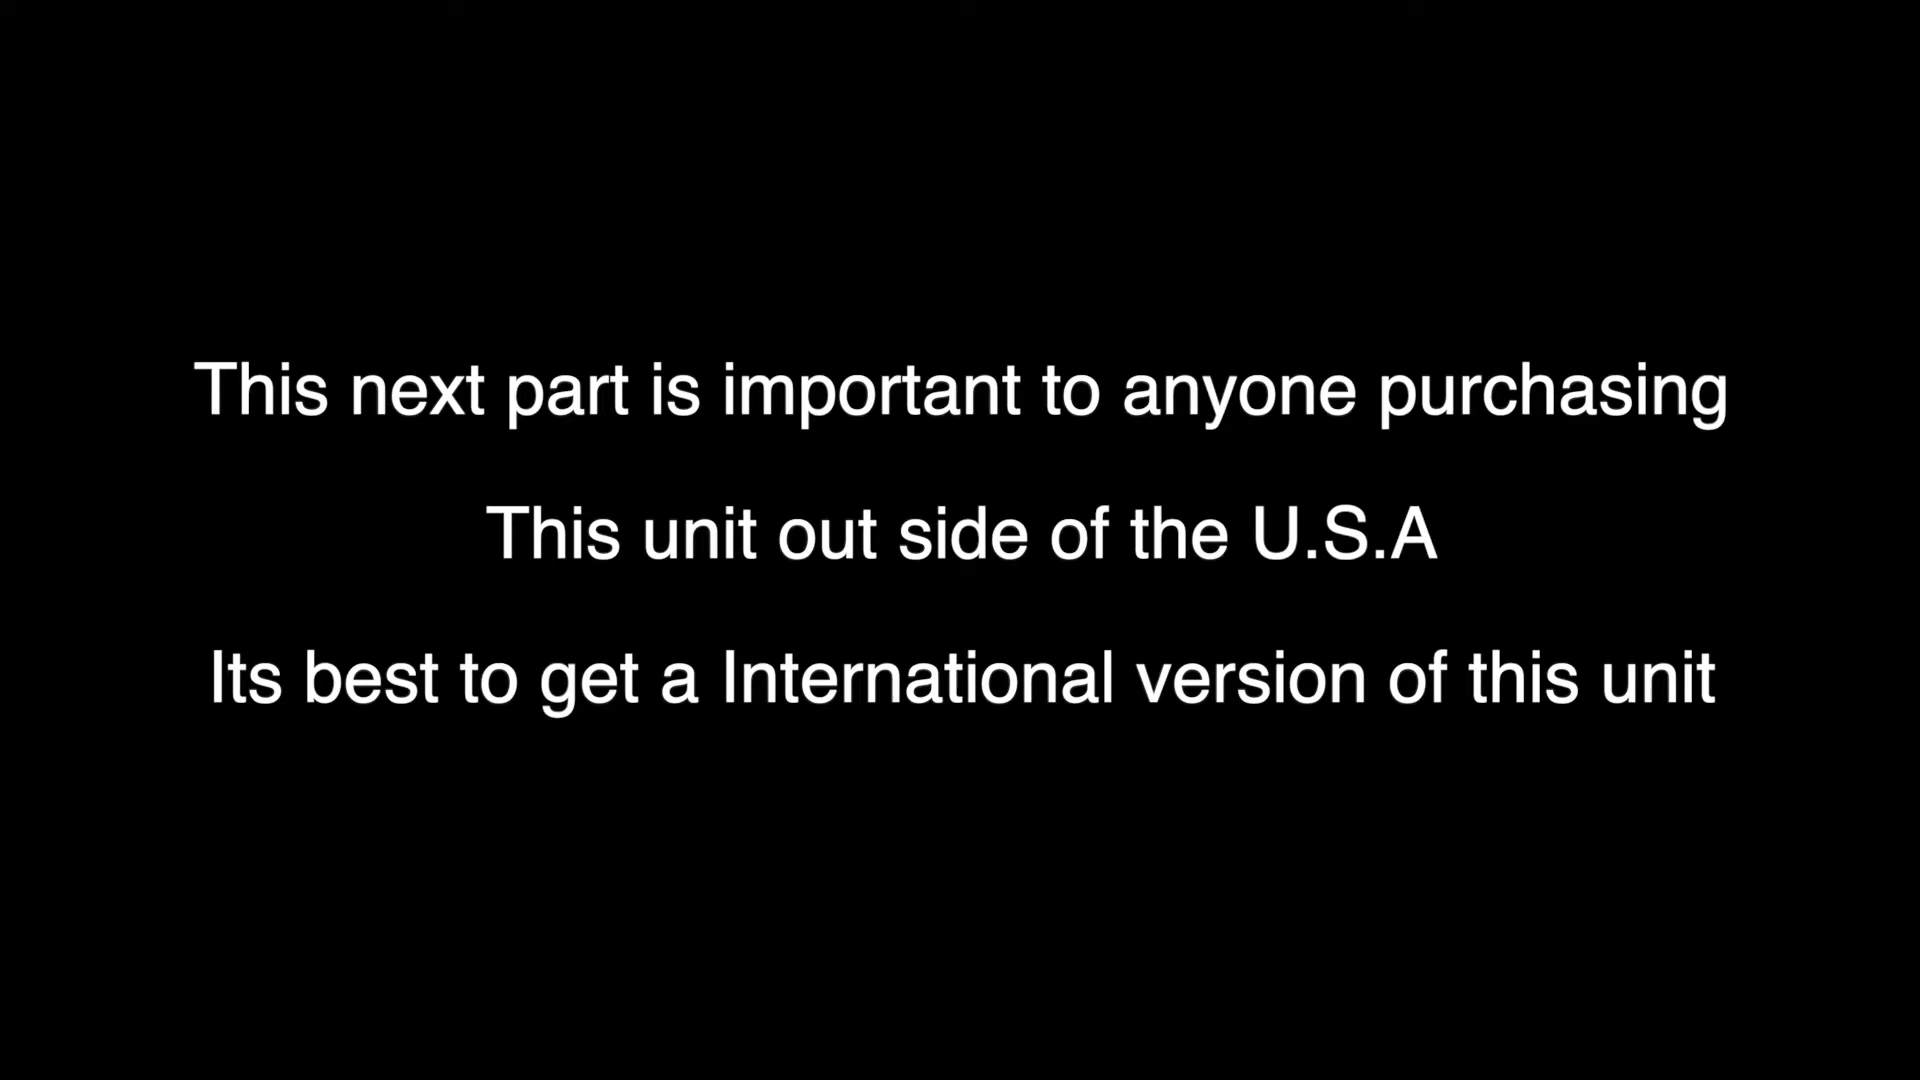 This next part is important to anyone purchasing
This unit out side of the U.S.A
Its best to get a International version of this unit